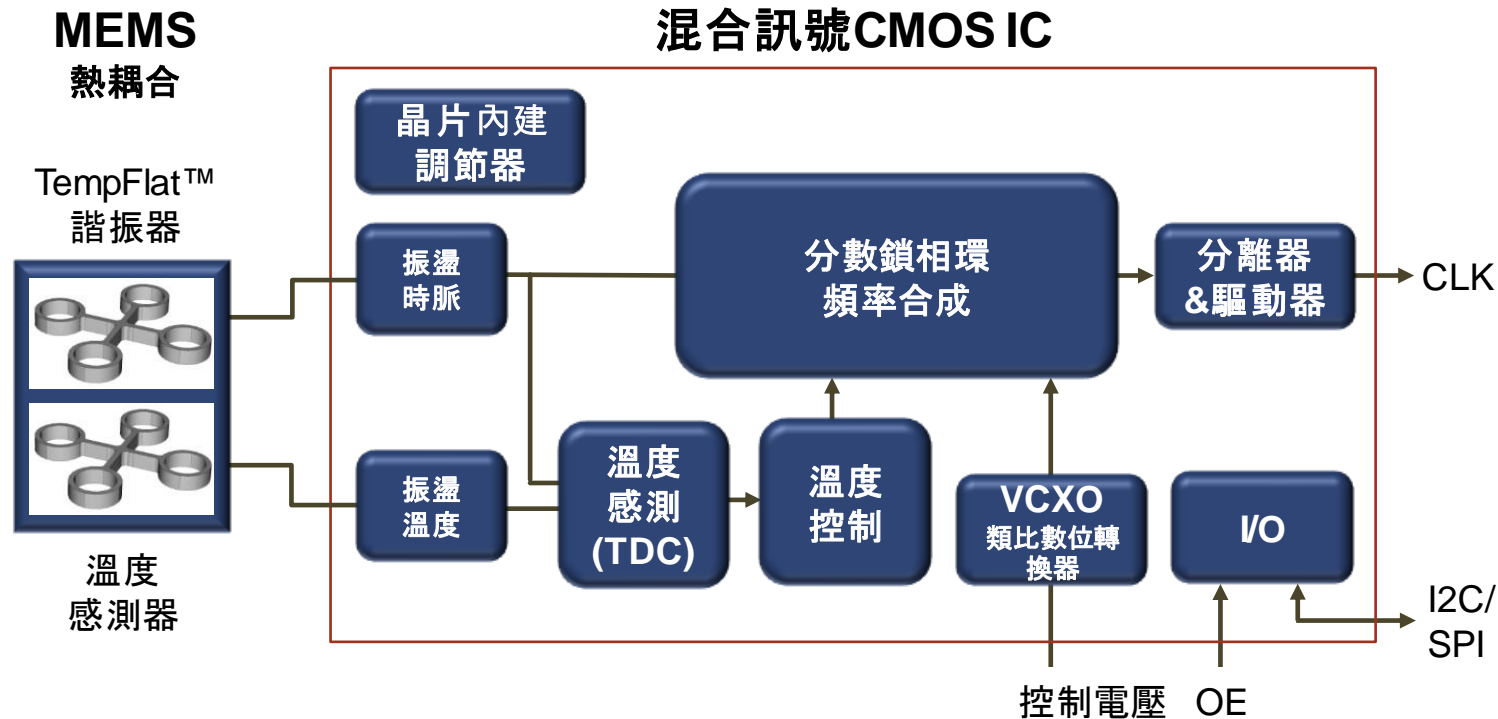 MEMS
熱耦合
混合訊號CMOS IC
TempFlat™
諧振器
溫度
感測器
晶片內建
調節器
振盪
時脈
分數鎖相環
頻率合成
分離器
&驅動器
CLK
振盪
溫度
溫度
感測
(TDC)
溫度
控制
VCXO
類比數位轉
換器
I/O
I2C/
SPI
控制電壓
OE